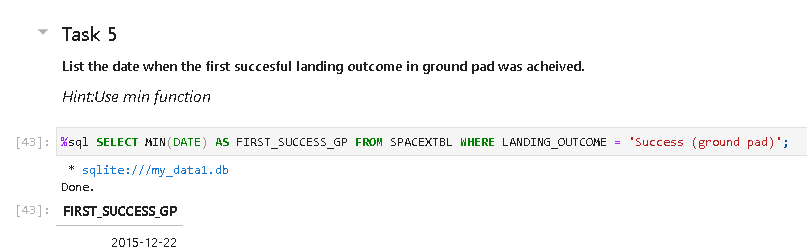 Task 5
List the date when the first succesful landing outcome in ground pad was acheived.
Hint:Use min function
[43]: %sql SELECT MIN(DATE) AS FIRST_SUCCESS_GP FROM SPACEXTBL WHERE LANDING_OUTCOME = 'Success (ground pad)';
* sqlite:///my_data1.db
Done.
[43]: FIRST_SUCCESS_GP
2015-12-22